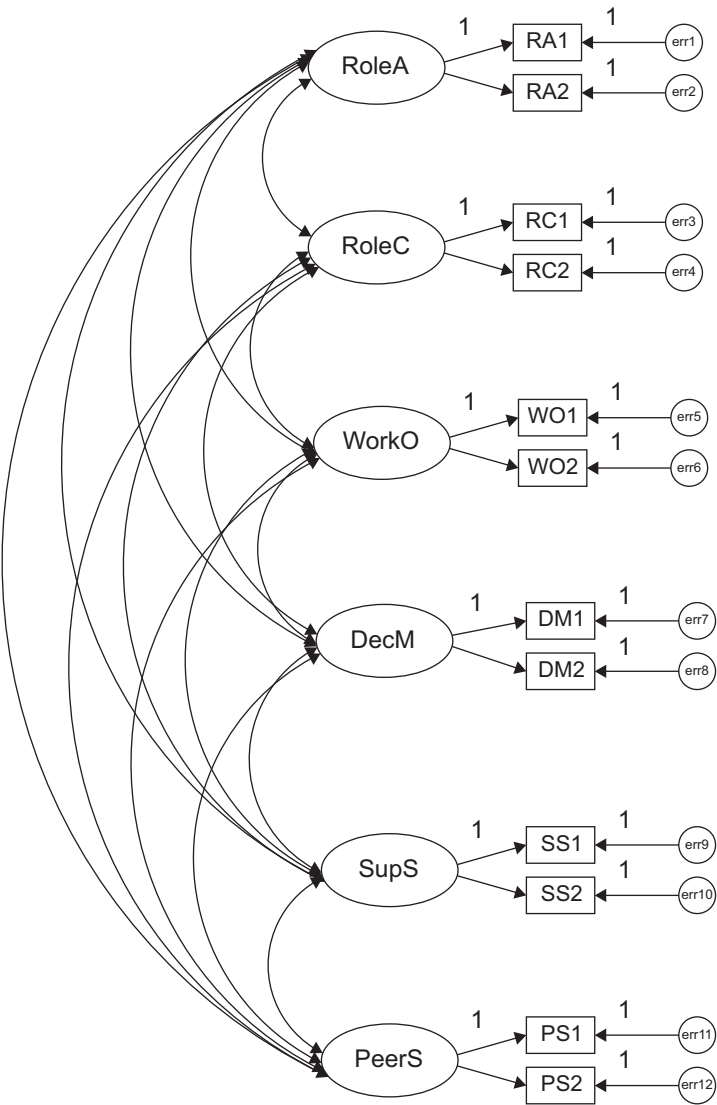 1 1
RoleA RA1 err1
1
RA2 err2
1 1
RoleC RC1 err3
1
RC2 err4
1 1
WorkO WO1 err5
1
WO2 err6
1 1
DecM DM1 err7
1
DM2 err8
1 1
SupS SS1 err9
1
SS2 err10
1 1
PeerS PS1 err11
1
PS2 err12